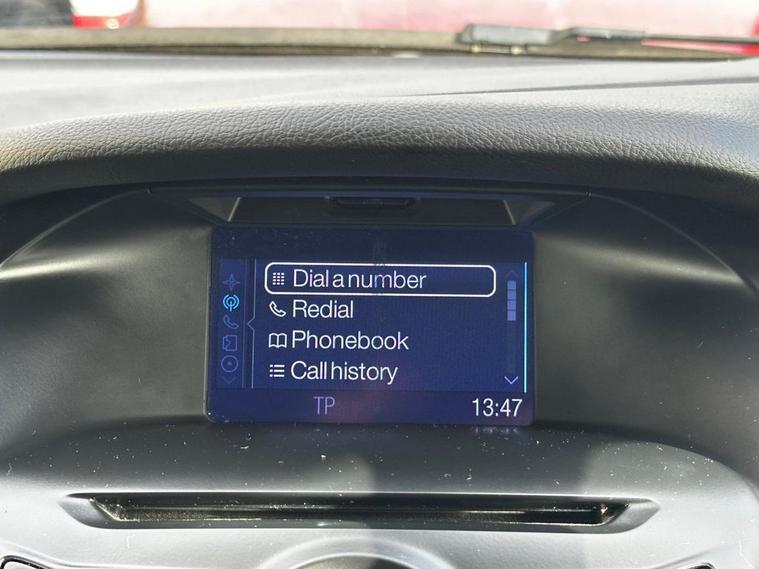 Dial a number
Redial
Phonebook
Call history
TP
13:47